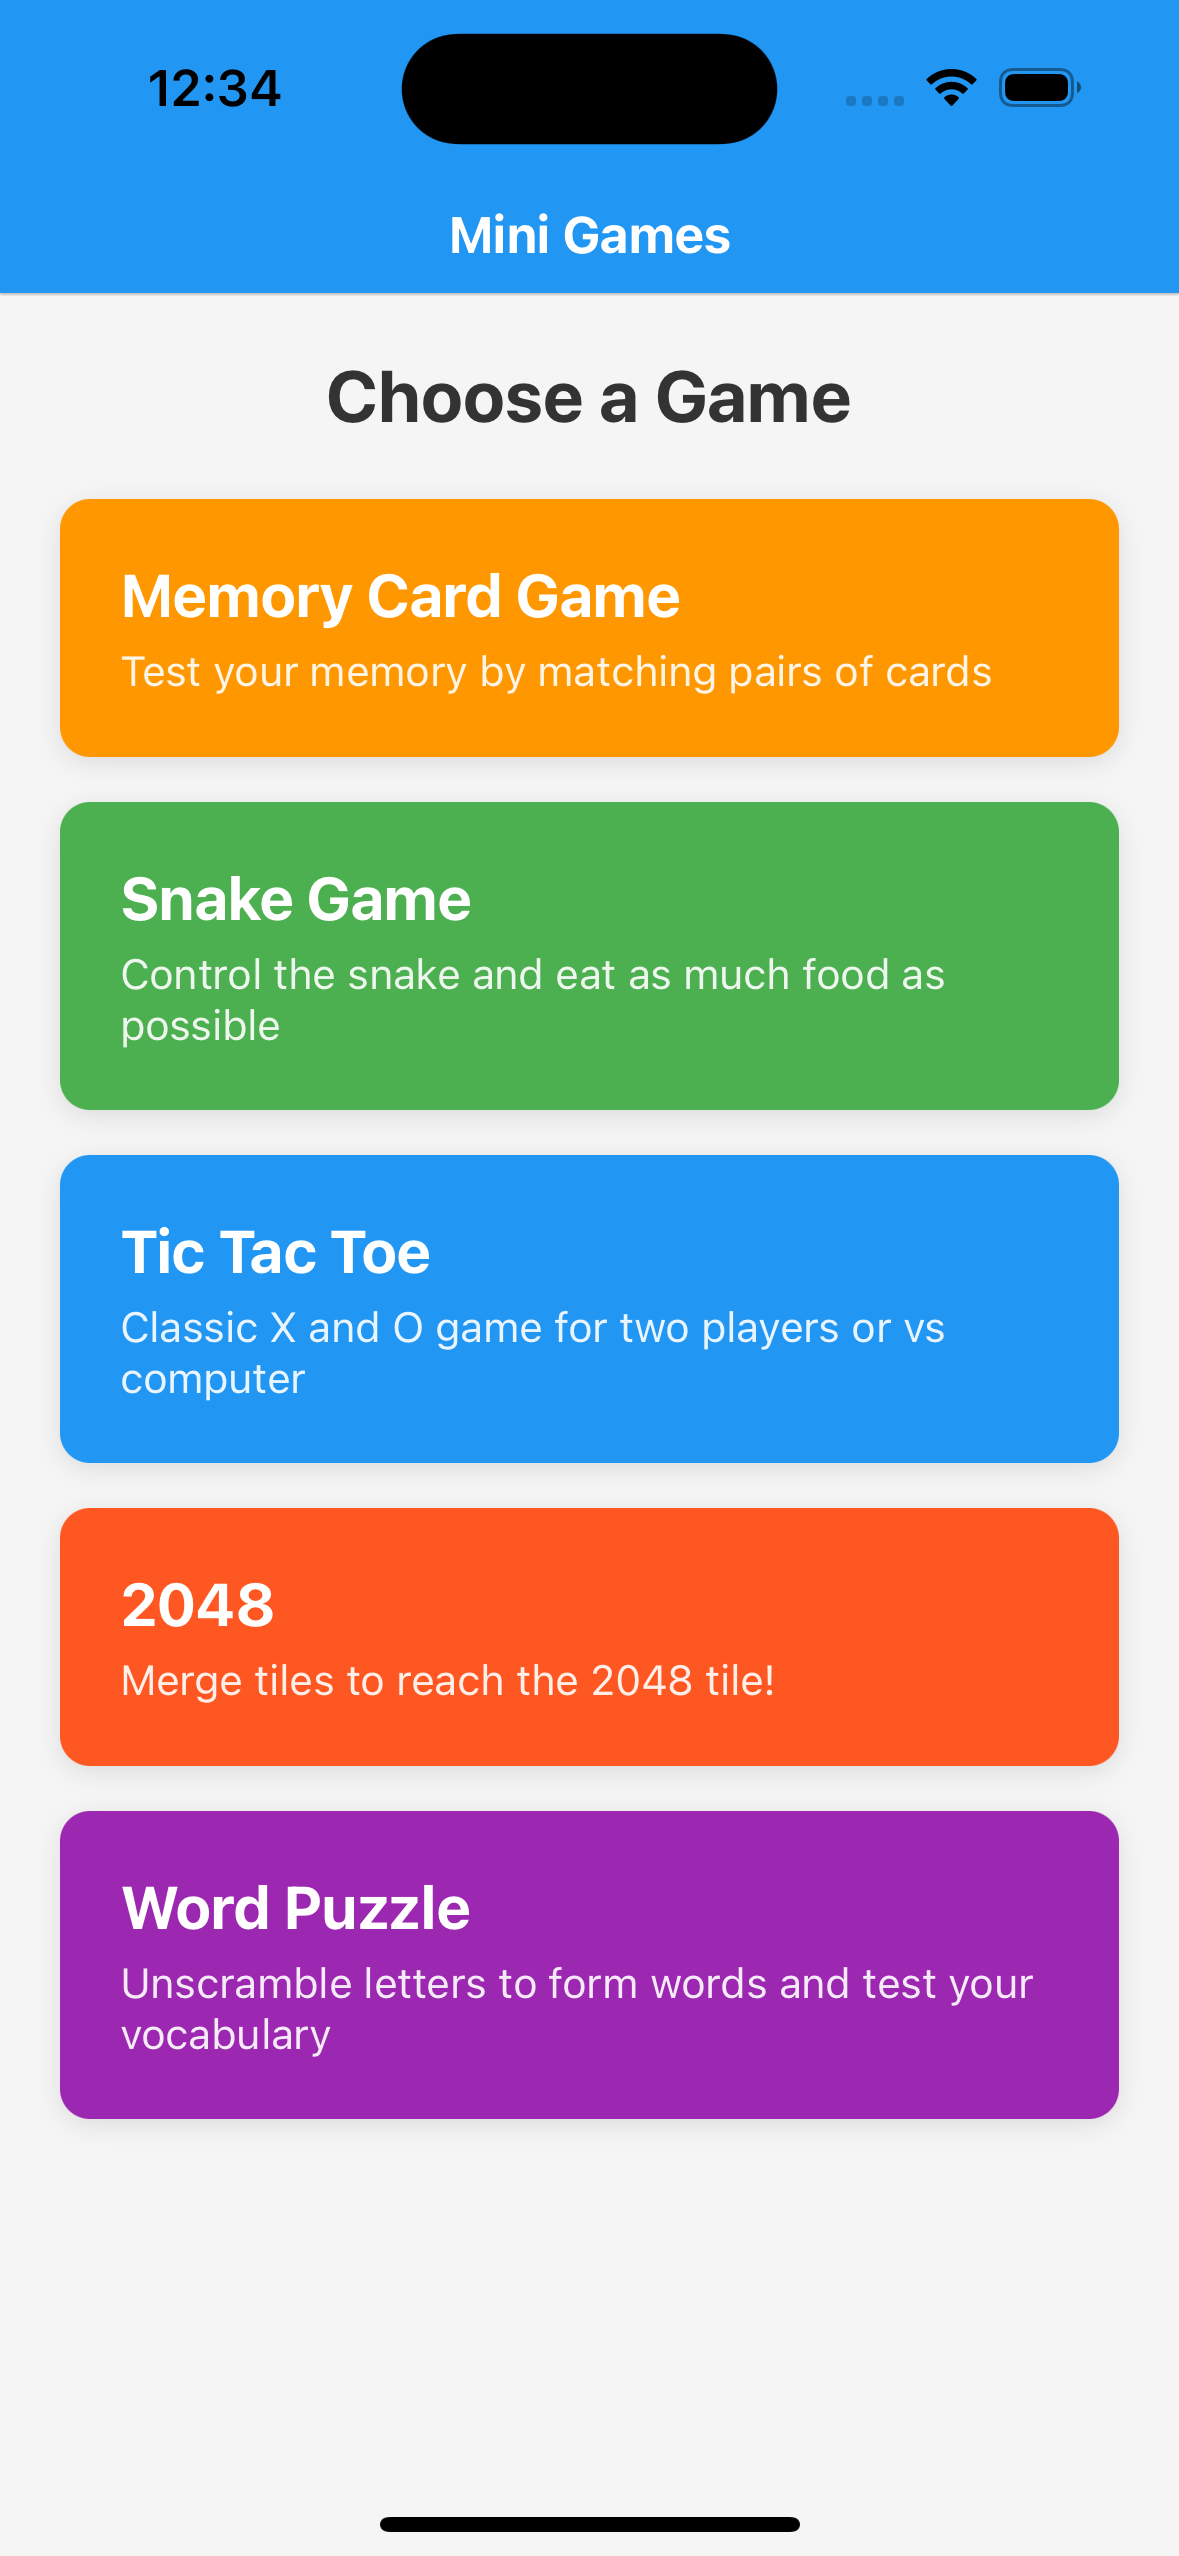 12:34
Mini Games
Choose a Game
Memory Card Game
Test your memory by matching pairs of cards
Snake Game
Control the snake and eat as much food as
possible
Tic Tac Toe
Classic X and O game for two players or vs
computer
2048
Merge tiles to reach the 2048 tile!
Word Puzzle
Unscramble letters to form words and test your
vocabulary